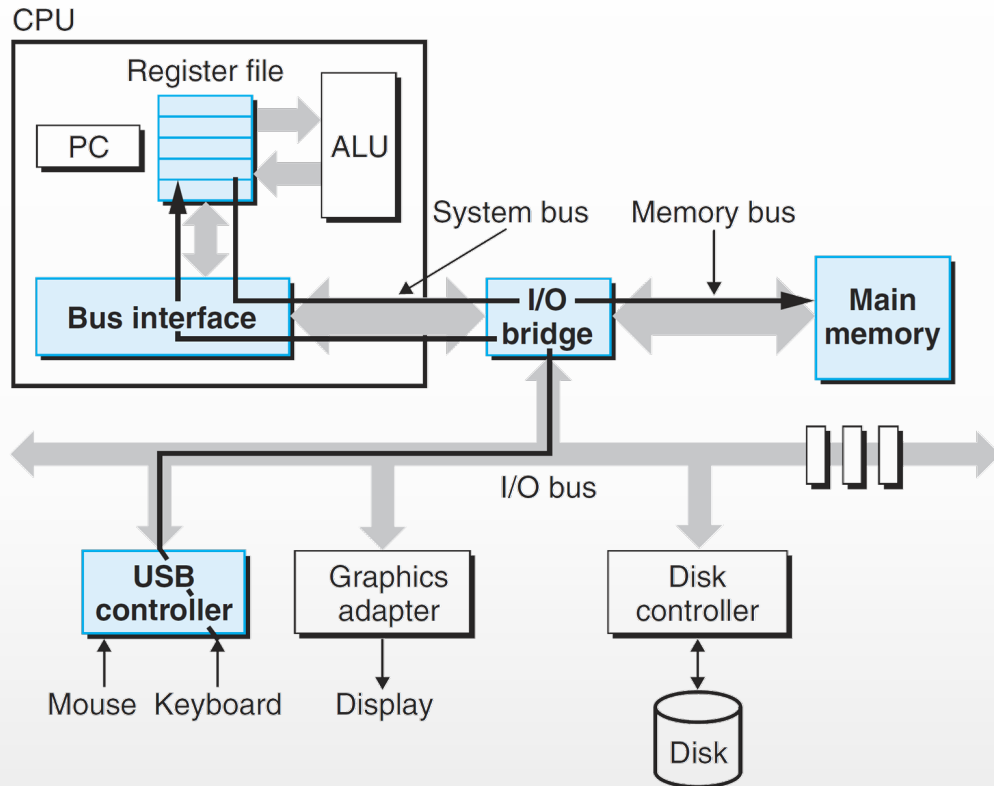 CPU
Register file
PC
ALU
System bus
Memory bus
Bus interface
I/O
bridge
Main
memory
I/O bus
USB
controller
Graphics
adapter
Disk
controller
Mouse
Keyboard
Display
Disk